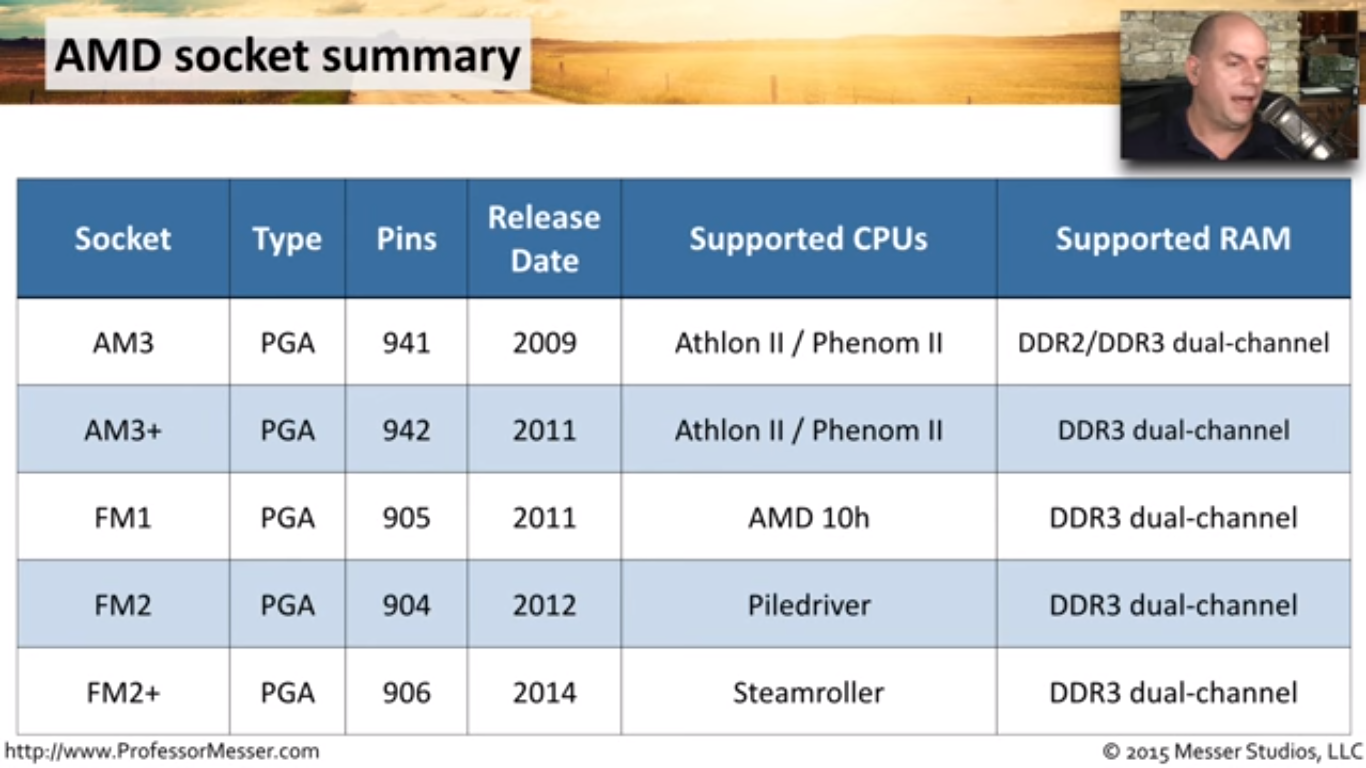 AMD socket summary
Socket Type Pins Release Date Supported CPUs Supported RAM
AM3 PGA 941 2009 Athlon II / Phenom II DDR2/DDR3 dual-channel
AM3+ PGA 942 2011 Athlon II / Phenom II DDR3 dual-channel
FM1 PGA 905 2011 AMD 10h DDR3 dual-channel
FM2 PGA 904 2012 Piledriver DDR3 dual-channel
FM2+ PGA 906 2014 Steamroller DDR3 dual-channel
http://www.ProfessorMesser.com © 2015 Messer Studios, LLC